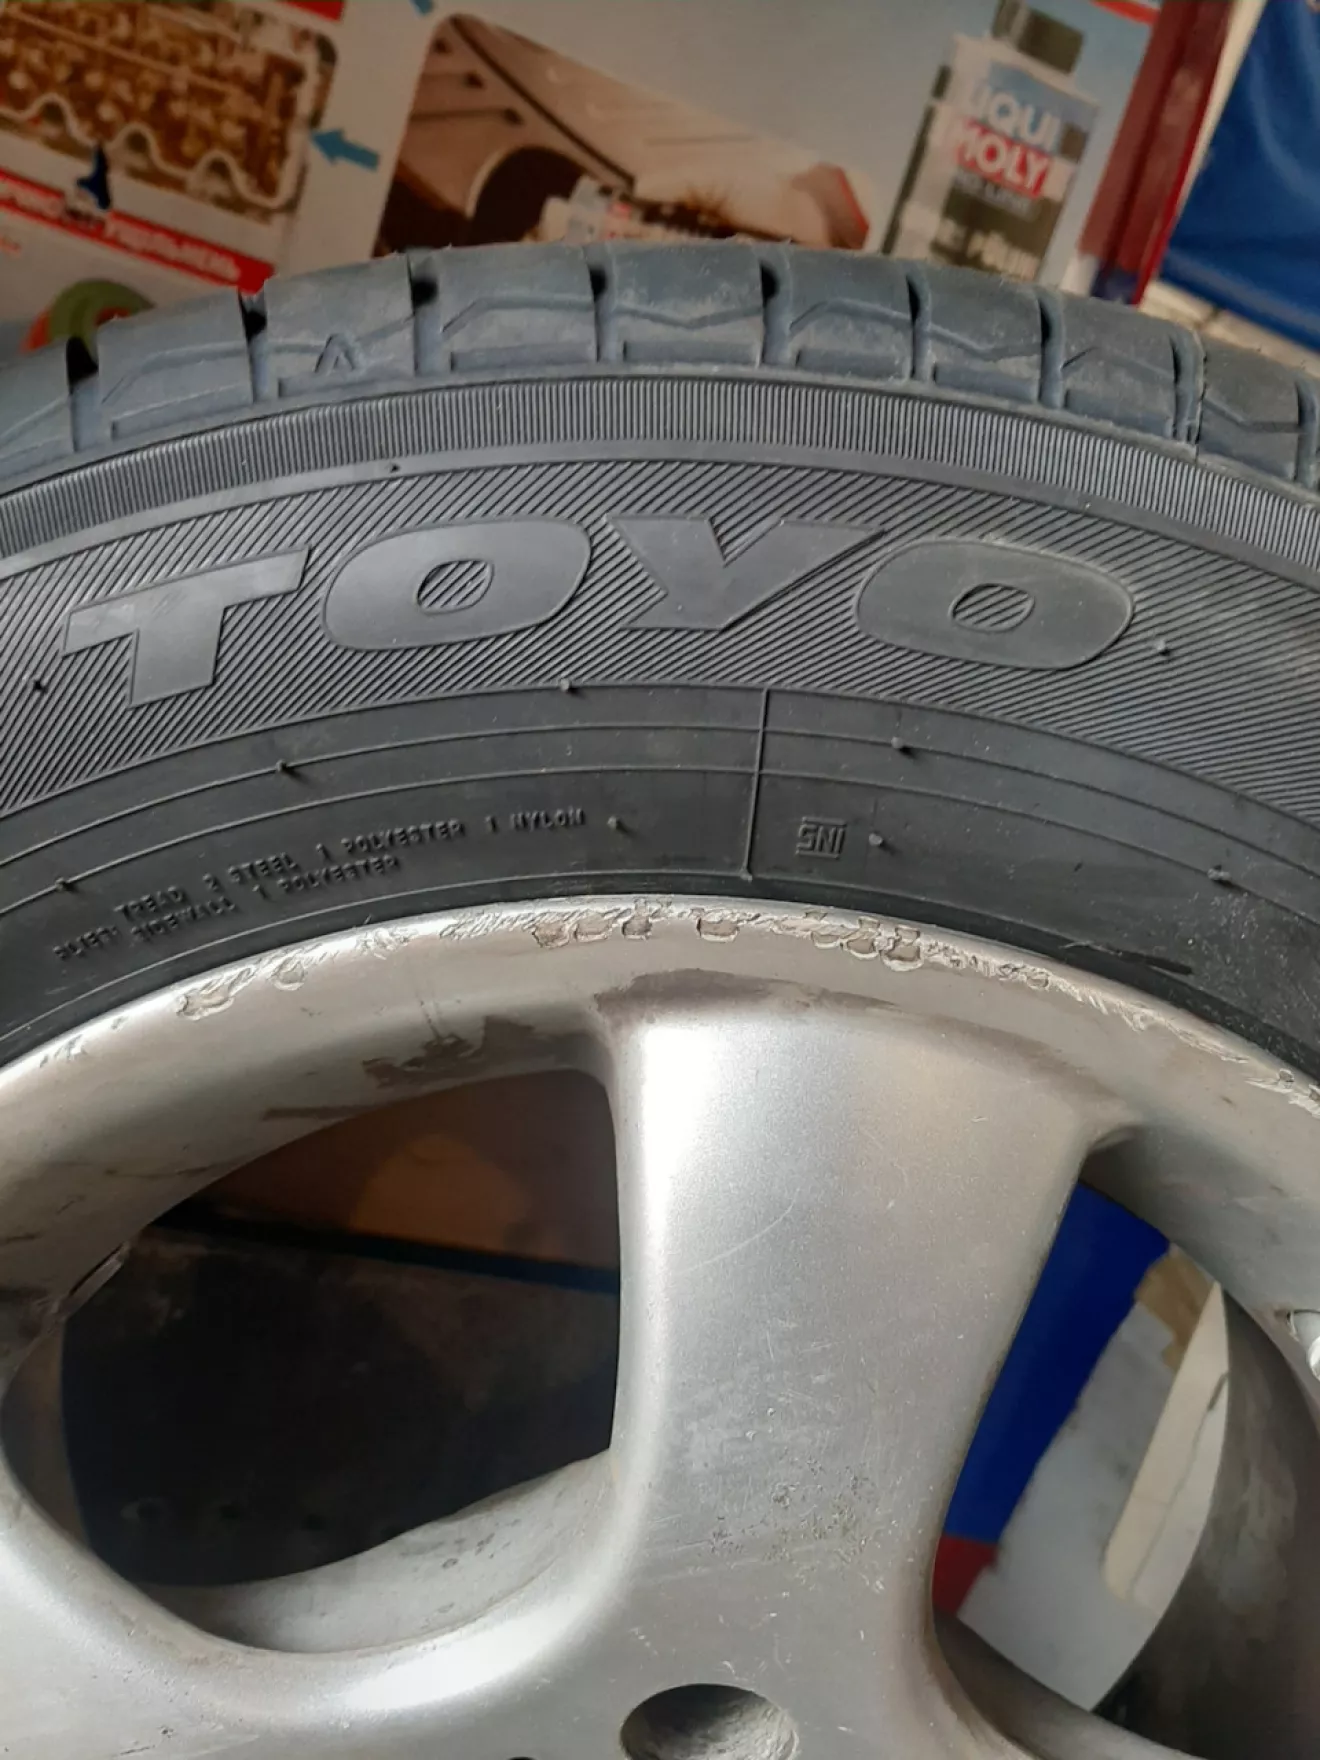 LIQUI
MOLY
TOYO
PLIES: TREAD 2 STEEL 1 POLYESTER 1 NYLON
SIDEWALL 1 POLYESTER
SNI